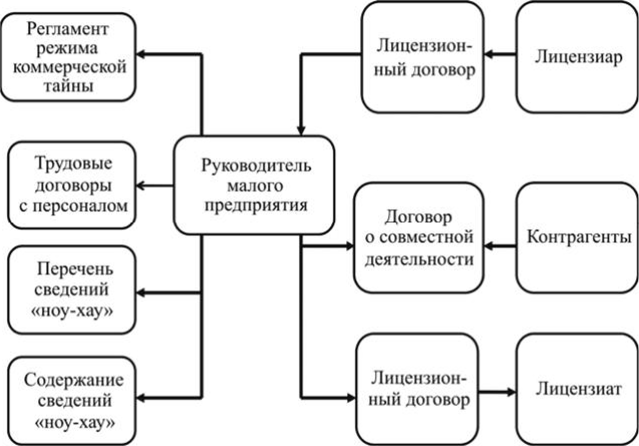 Регламент
режима
коммерческой
тайны
Лицензион-
ный договор
Лицензиар
Трудовые
договоры
с персоналом
Руководитель
малого
предприятия
Договор
о совместной
деятельности
Контрагенты
Перечень
сведений
«ноу-хау»
Содержание
сведений
«ноу-хау»
Лицензион-
ный договор
Лицензиат